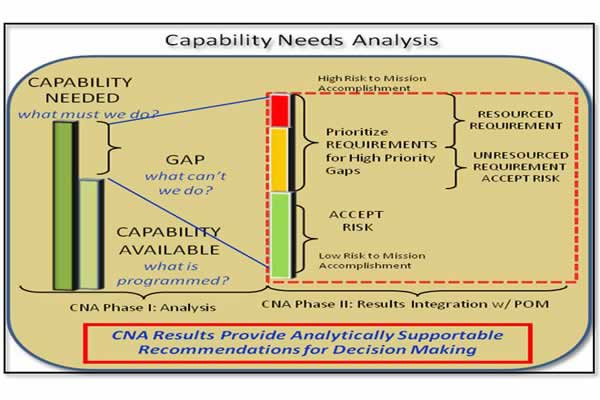 Capability Needs Analysis
CAPABILITY
NEEDED
what must we do?
GAP
what can't
we do?
CAPABILITY
AVAILABLE
what is
programmed?
CNA Phase I: Analysis
High Risk to Mission
Accomplishment
Prioritize
REQUIREMENTS
for High Priority
Gaps
ACCEPT
RISK
Low Risk to Mission
Accomplishment
RESOURCED
REQUIREMENT
UNRESOURCED
REQUIREMENT
ACCEPT RISK
CNA Phase II: Results Integration w/ POM
CNA Results Provide Analytically Supportable
Recommendations for Decision Making